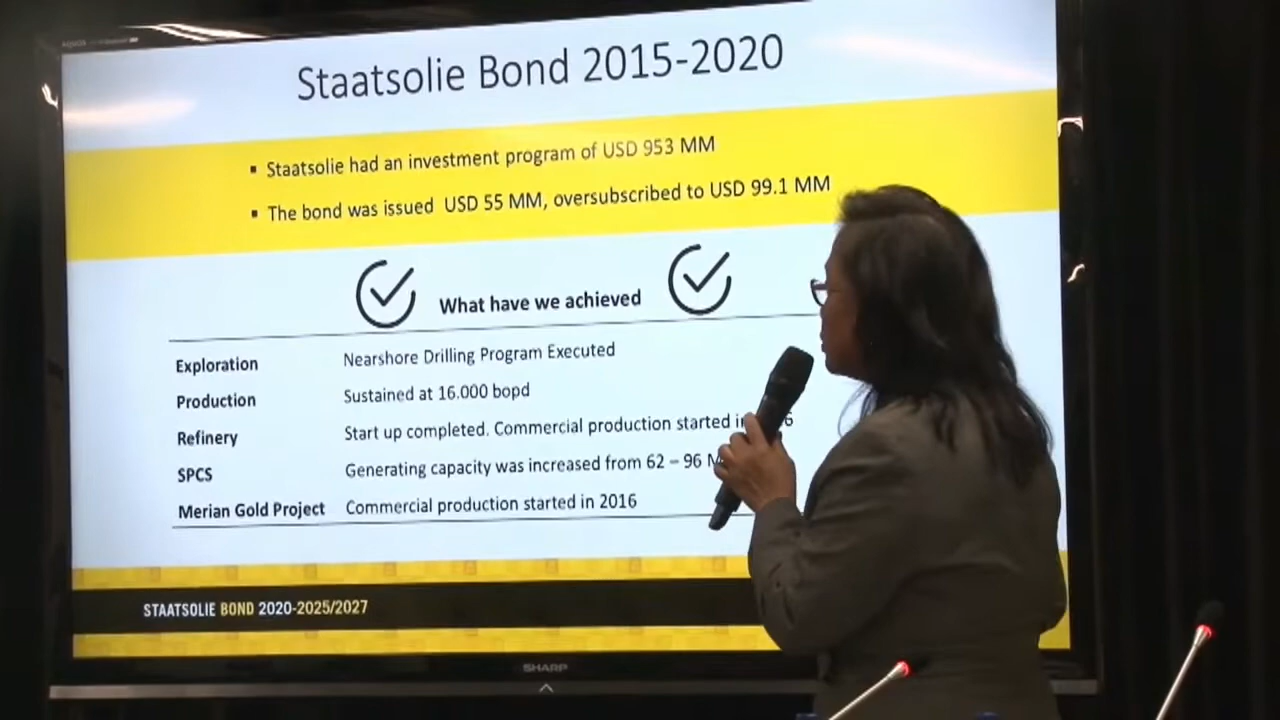 Staatsolie Bond 2015-2020
▪ Staatsolie had an investment program of USD 953 MM
▪ The bond was issued USD 55 MM, oversubscribed to USD 99.1 MM
What have we achieved
Exploration Nearshore Drilling Program Executed
Production Sustained at 16.000 bopd
Refinery Start up completed. Commercial production started
SPCS Generating capacity was increased from 62 – 96
Merian Gold Project Commercial production started in 2016
STAATSOLIE BOND 2020-2025/2027
SHARP